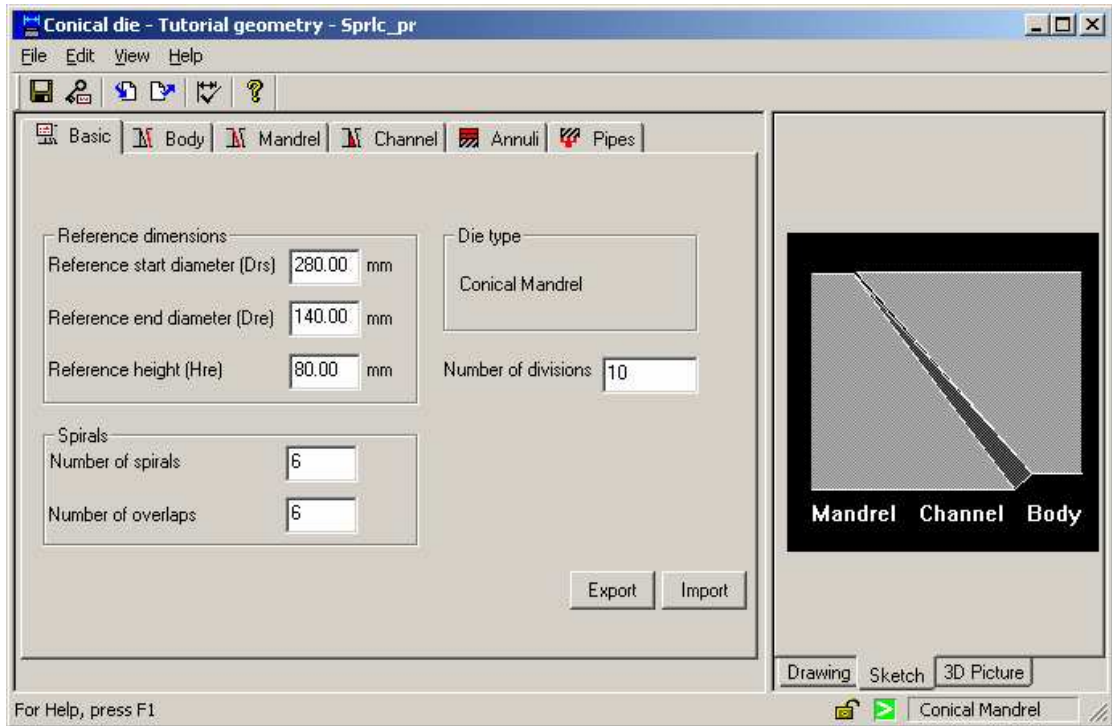 Conical die - Tutorial geometry - Sprlc_pr
File Edit View Help
Basic Body Mandrel Channel Annuli Pipes
Reference dimensions
Reference start diameter (Drs) 280.00 mm
Reference end diameter (Dre) 140.00 mm
Reference height (Hre) 80.00 mm
Die type
Conical Mandrel
Number of divisions 10
Spirals
Number of spirals 6
Number of overlaps 6
Export Import
Mandrel Channel Body
Drawing Sketch 3D Picture
For Help, press F1 Conical Mandrel